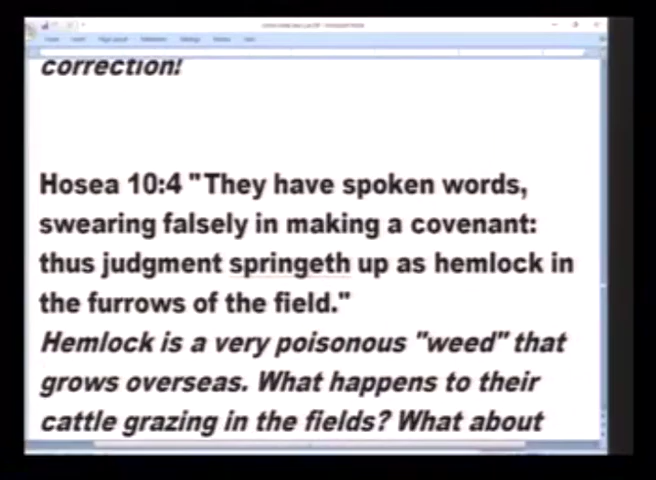 correction!
Hosea 10:4 "They have spoken words,
swearing falsely in making a covenant:
thus judgment springeth up as hemlock in
the furrows of the field."
Hemlock is a very poisonous "weed" that
grows overseas. What happens to their
cattle grazing in the fields? What about